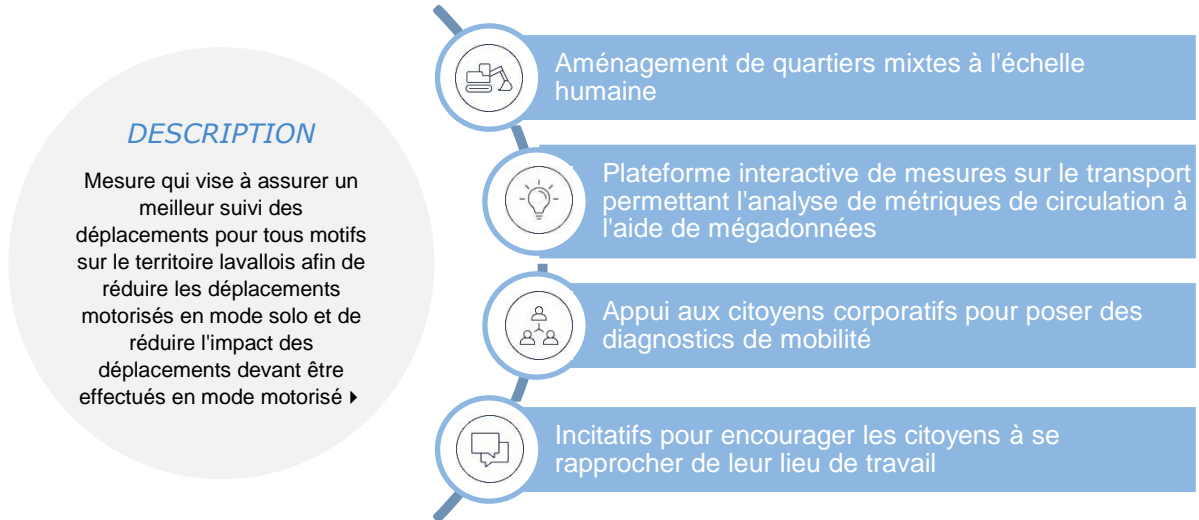 DESCRIPTION
Mesure qui vise à assurer un
meilleur suivi des
déplacements pour tous motifs
sur le territoire lavallois afin de
réduire les déplacements
motorisés en mode solo et de
réduire l'impact des
déplacements devant être
effectués en mode motorisé
Aménagement de quartiers mixtes à l'échelle
humaine
Plateforme interactive de mesures sur le transport
permettant l'analyse de métriques de circulation à
l'aide de mégadonnées
Appui aux citoyens corporatifs pour poser des
diagnostics de mobilité
Incitatifs pour encourager les citoyens à se
rapprocher de leur lieu de travail